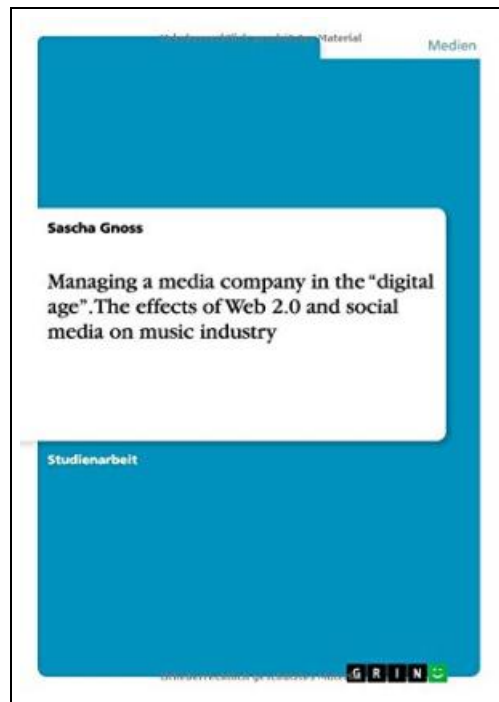 Material
Medien
Sascha Gnoss
Managing a media company in the “digital
age”. The effects of Web 2.0 and social
media on music industry
Studienarbeit
GRIN